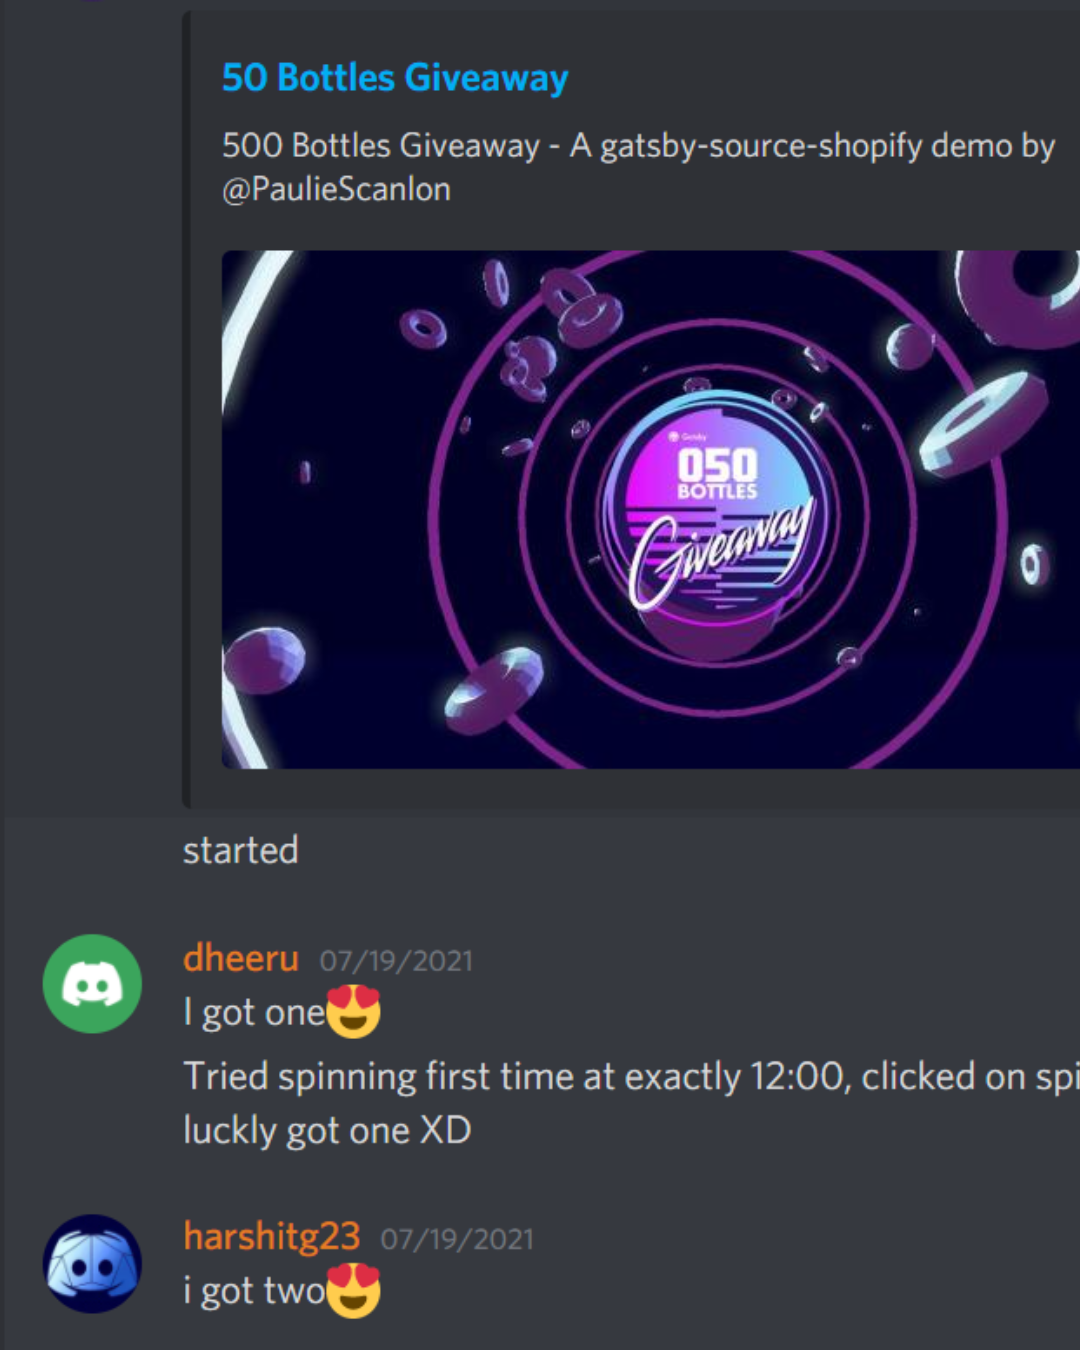 50 Bottles Giveaway
500 Bottles Giveaway - A gatsby-source-shopify demo by
@PaulieScanlon
Gatsby
050
BOTTLES
Giveaway
started
dheeru 07/19/2021
I got one😍
Tried spinning first time at exactly 12:00, clicked on spi
luckly got one XD
harshitg23 07/19/2021
i got two😍